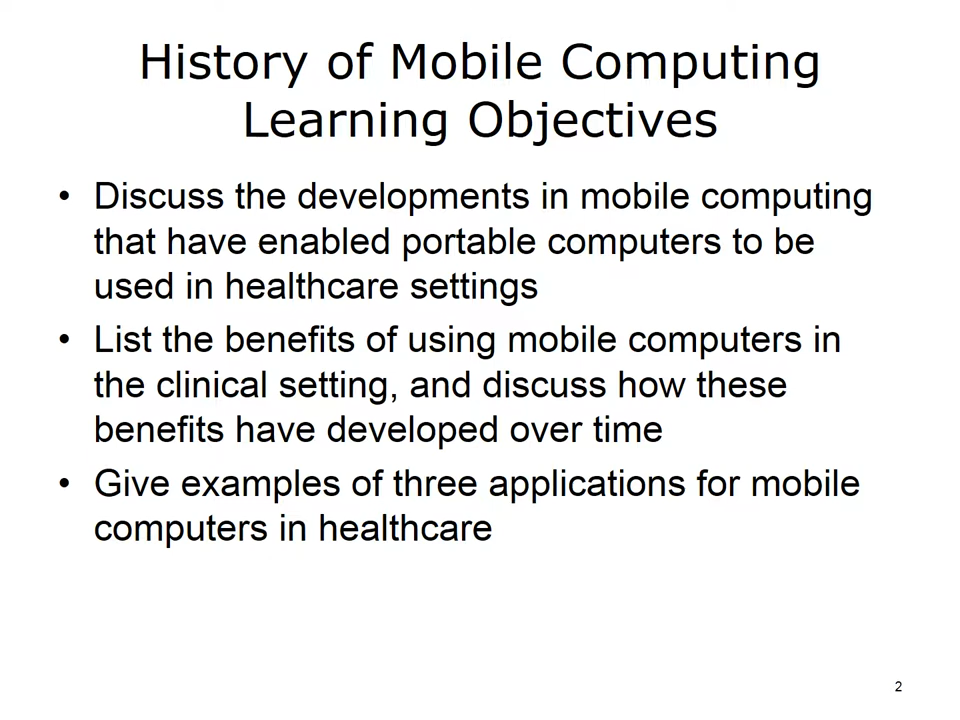 History of Mobile Computing
Learning Objectives
• Discuss the developments in mobile computing
that have enabled portable computers to be
used in healthcare settings
• List the benefits of using mobile computers in
the clinical setting, and discuss how these
benefits have developed over time
• Give examples of three applications for mobile
computers in healthcare
2